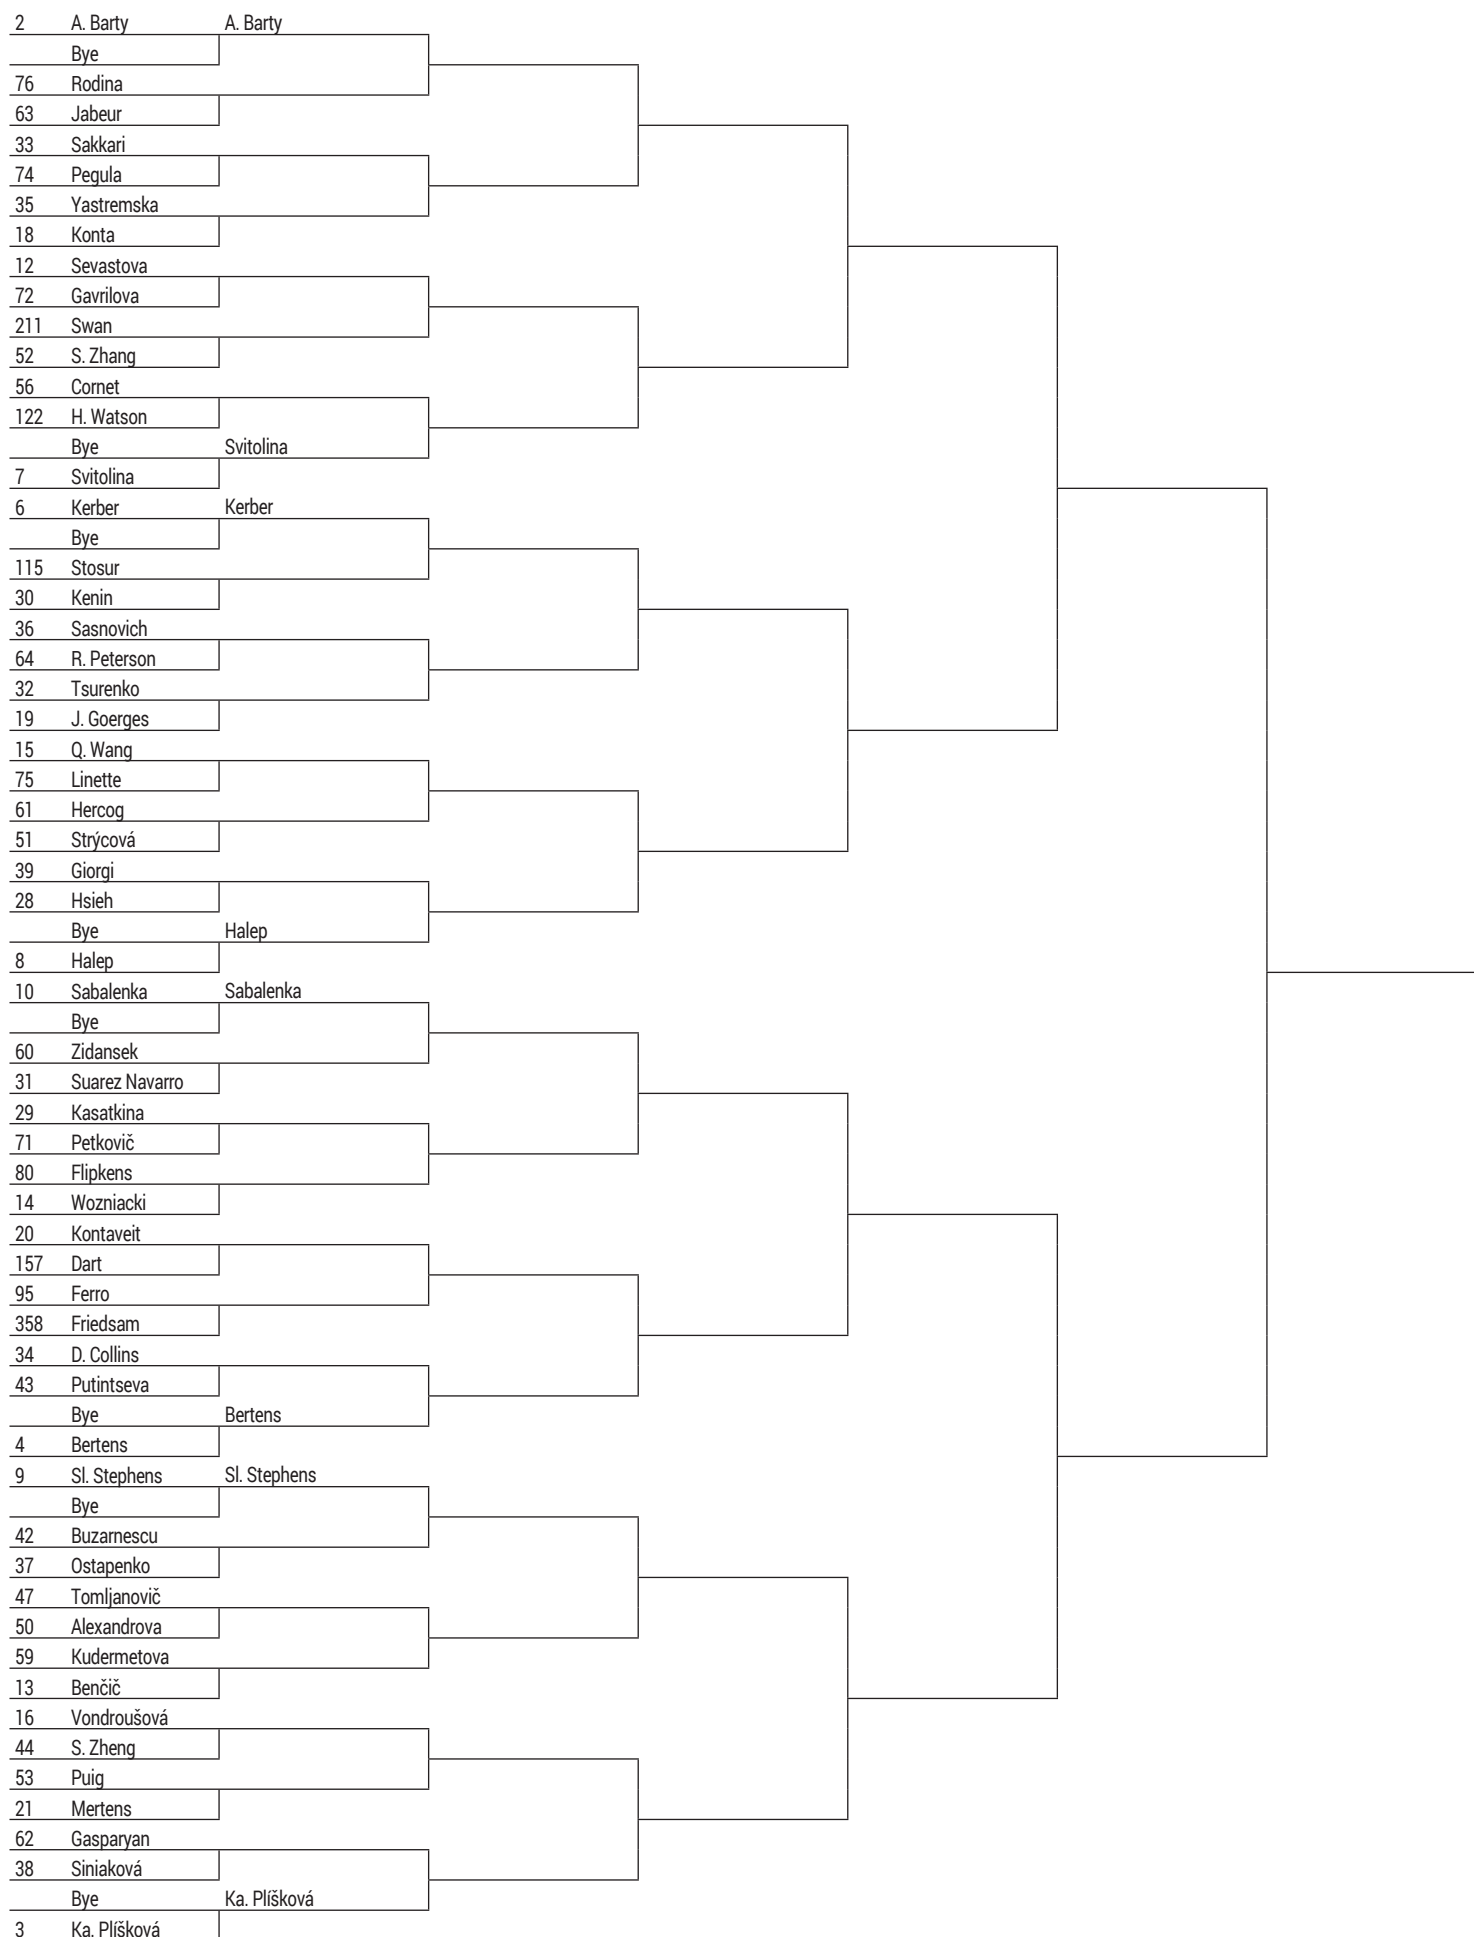 2 A. Barty A. Barty
Bye
76 Rodina
63 Jabeur
33 Sakkari
74 Pegula
35 Yastremska
18 Konta
12 Sevastova
72 Gavrilova
211 Swan
52 S. Zhang
56 Cornet
122 H. Watson
Bye Svitolina
7 Svitolina
6 Kerber Kerber
Bye
115 Stosur
30 Kenin
36 Sasnovich
64 R. Peterson
32 Tsurenko
19 J. Goerges
15 Q. Wang
75 Linette
61 Hercog
51 Strýcová
39 Giorgi
28 Hsieh
Bye Halep
8 Halep
10 Sabalenka Sabalenka
Bye
60 Zidansek
31 Suarez Navarro
29 Kasatkina
71 Petkovič
80 Flipkens
14 Wozniacki
20 Kontaveit
157 Dart
95 Ferro
358 Friedsam
34 D. Collins
43 Putintseva
Bye Bertens
4 Bertens
9 Sl. Stephens Sl. Stephens
Bye
42 Buzarnescu
37 Ostapenko
47 Tomljanovič
50 Alexandrova
59 Kudermetova
13 Benčič
16 Vondroušová
44 S. Zheng
53 Puig
21 Mertens
62 Gasparyan
38 Siniaková
Bye Ka. Plíšková
3 Ka. Plíšková